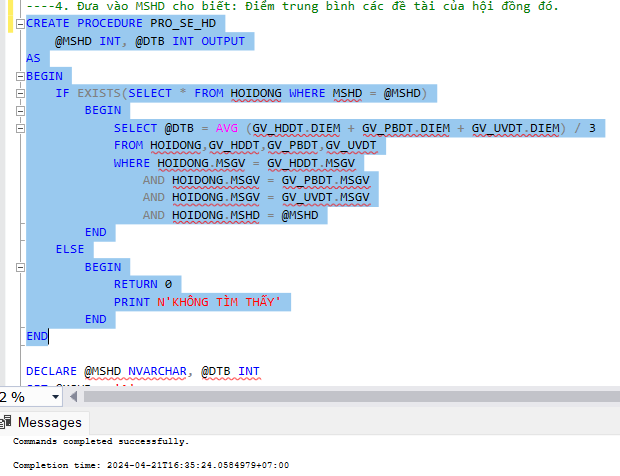 ----4. Đưa vào MSHD cho biết: Điểm trung bình các đề tài của hội đồng đó.
CREATE PROCEDURE PRO_SE_HD
@MSHD INT, @DTB INT OUTPUT
AS
BEGIN
IF EXISTS(SELECT * FROM HOIDONG WHERE MSHD = @MSHD)
BEGIN
SELECT @DTB = AVG (GV_HDDT.DIEM + GV_PBDT.DIEM + GV_UVDT.DIEM) / 3
FROM HOIDONG,GV_HDDT,GV_PBDT,GV_UVDT
WHERE HOIDONG.MSGV = GV_HDDT.MSGV
AND HOIDONG.MSGV = GV_PBDT.MSGV
AND HOIDONG.MSGV = GV_UVDT.MSGV
AND HOIDONG.MSHD = @MSHD
END
ELSE
BEGIN
RETURN 0
PRINT N'KHÔNG TÌM THẤY'
END
END
DECLARE @MSHD NVARCHAR, @DTB INT
2 %
Messages
Commands completed successfully.
Completion time: 2024-04-21T16:35:24.0584979+07:00